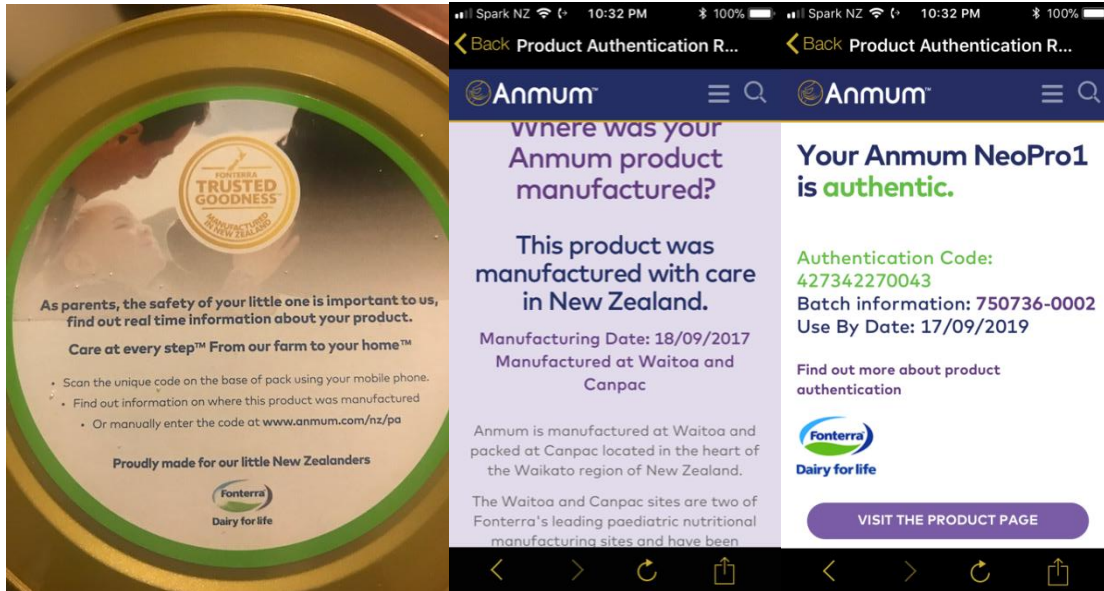 FONTERRA
TRUSTED
GOODNESS™
MANUFACTURED
IN NEW ZEALAND
As parents, the safety of your little one is important to us,
find out real time information about your product.
Care at every step™ From our farm to your home™
• Scan the unique code on the base of pack using your mobile phone.
• Find out information on where this product was manufactured
• Or manually enter the code at www.anmum.com/nz/pa
Proudly made for our little New Zealanders
Fonterra
Dairy for life
Spark NZ 10:32 PM 100%
Back Product Authentication R...
Anmum™
Where was your
Anmum product
manufactured?
This product was
manufactured with care
in New Zealand.
Manufacturing Date: 18/09/2017
Manufactured at Waitoa and
Canpac
Anmum is manufactured at Waitoa and
packed at Canpac located in the heart of
the Waikato region of New Zealand.
The Waitoa and Canpac sites are two of
Fonterra's leading paediatric nutritional
manufacturing sites and have been
Spark NZ 10:32 PM 100%
Back Product Authentication R...
Anmum™
Your Anmum NeoPro1
is authentic.
Authentication Code:
427342270043
Batch information: 750736-0002
Use By Date: 17/09/2019
Find out more about product
authentication
Fonterra
Dairy for life
VISIT THE PRODUCT PAGE